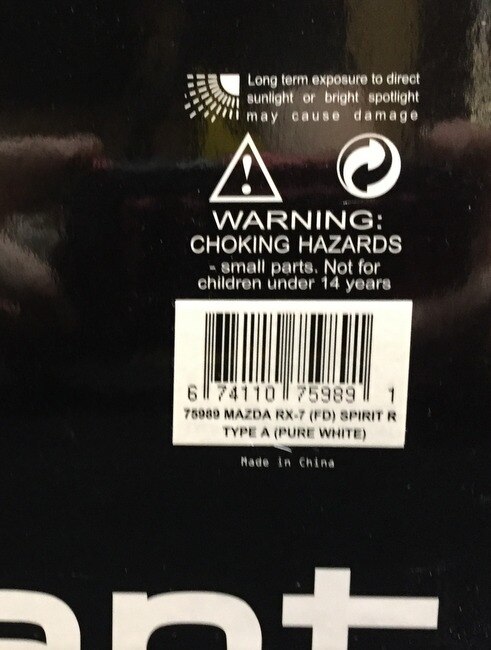 Long term exposure to direct
sunlight or bright spotlight
may cause damage
WARNING:
CHOKING HAZARDS
- small parts. Not for
children under 14 years
6 74110 75989 1
75989 MAZDA RX-7 (FD) SPIRIT R
TYPE A (PURE WHITE)
Made in China